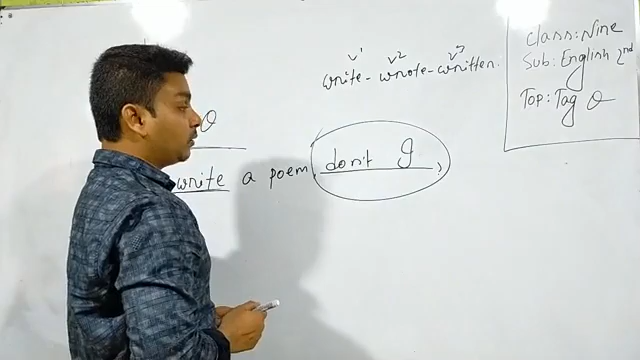 v1 v2 v3
write - wrote - written.
Class: Nine
Sub: English 2nd
Top: Tag Q
Q
write a poem, don't I ?